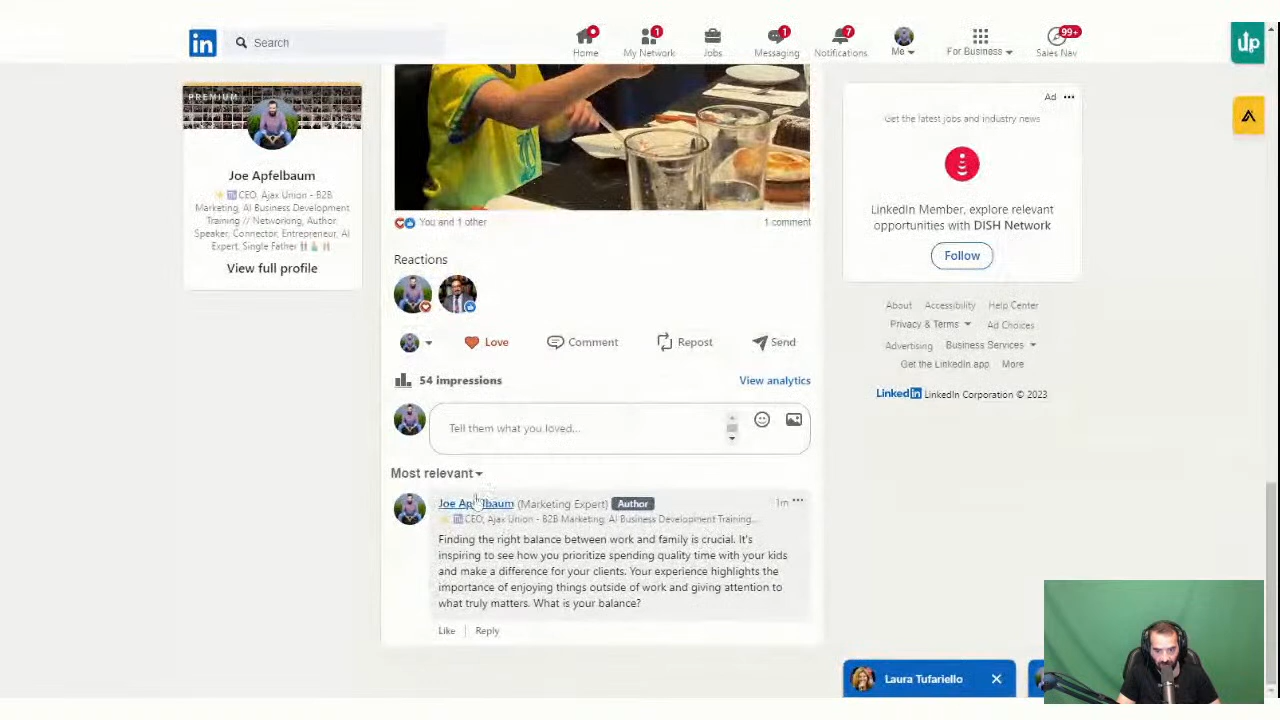 in
Search
Home
1
My Network
Jobs
1
Messaging
7
Notifications
Me
For Business
99+
Sales Nav
up
PREMIUM
Joe Apfelbaum
CEO, Ajax Union - B2B
Marketing, AI Business Development
Training // Networking, Author,
Speaker, Connector, Entrepreneur, AI
Expert, Single Father
View full profile
You and 1 other
1 comment
Reactions
Love
Comment
Repost
Send
54 impressions
View analytics
Tell them what you loved...
Most relevant
Joe Apfelbaum (Marketing Expert) Author
1m
CEO, Ajax Union - B2B Marketing, AI Business Development Training...
Finding the right balance between work and family is crucial. It's
inspiring to see how you prioritize spending quality time with your kids
and make a difference for your clients. Your experience highlights the
importance of enjoying things outside of work and giving attention to
what truly matters. What is your balance?
Like
Reply
Ad
Get the latest jobs and industry news
LinkedIn Member, explore relevant
opportunities with DISH Network
Follow
About Accessibility Help Center
Privacy & Terms Ad Choices
Advertising Business Services
Get the LinkedIn app More
LinkedIn LinkedIn Corporation © 2023
Laura Tufariello